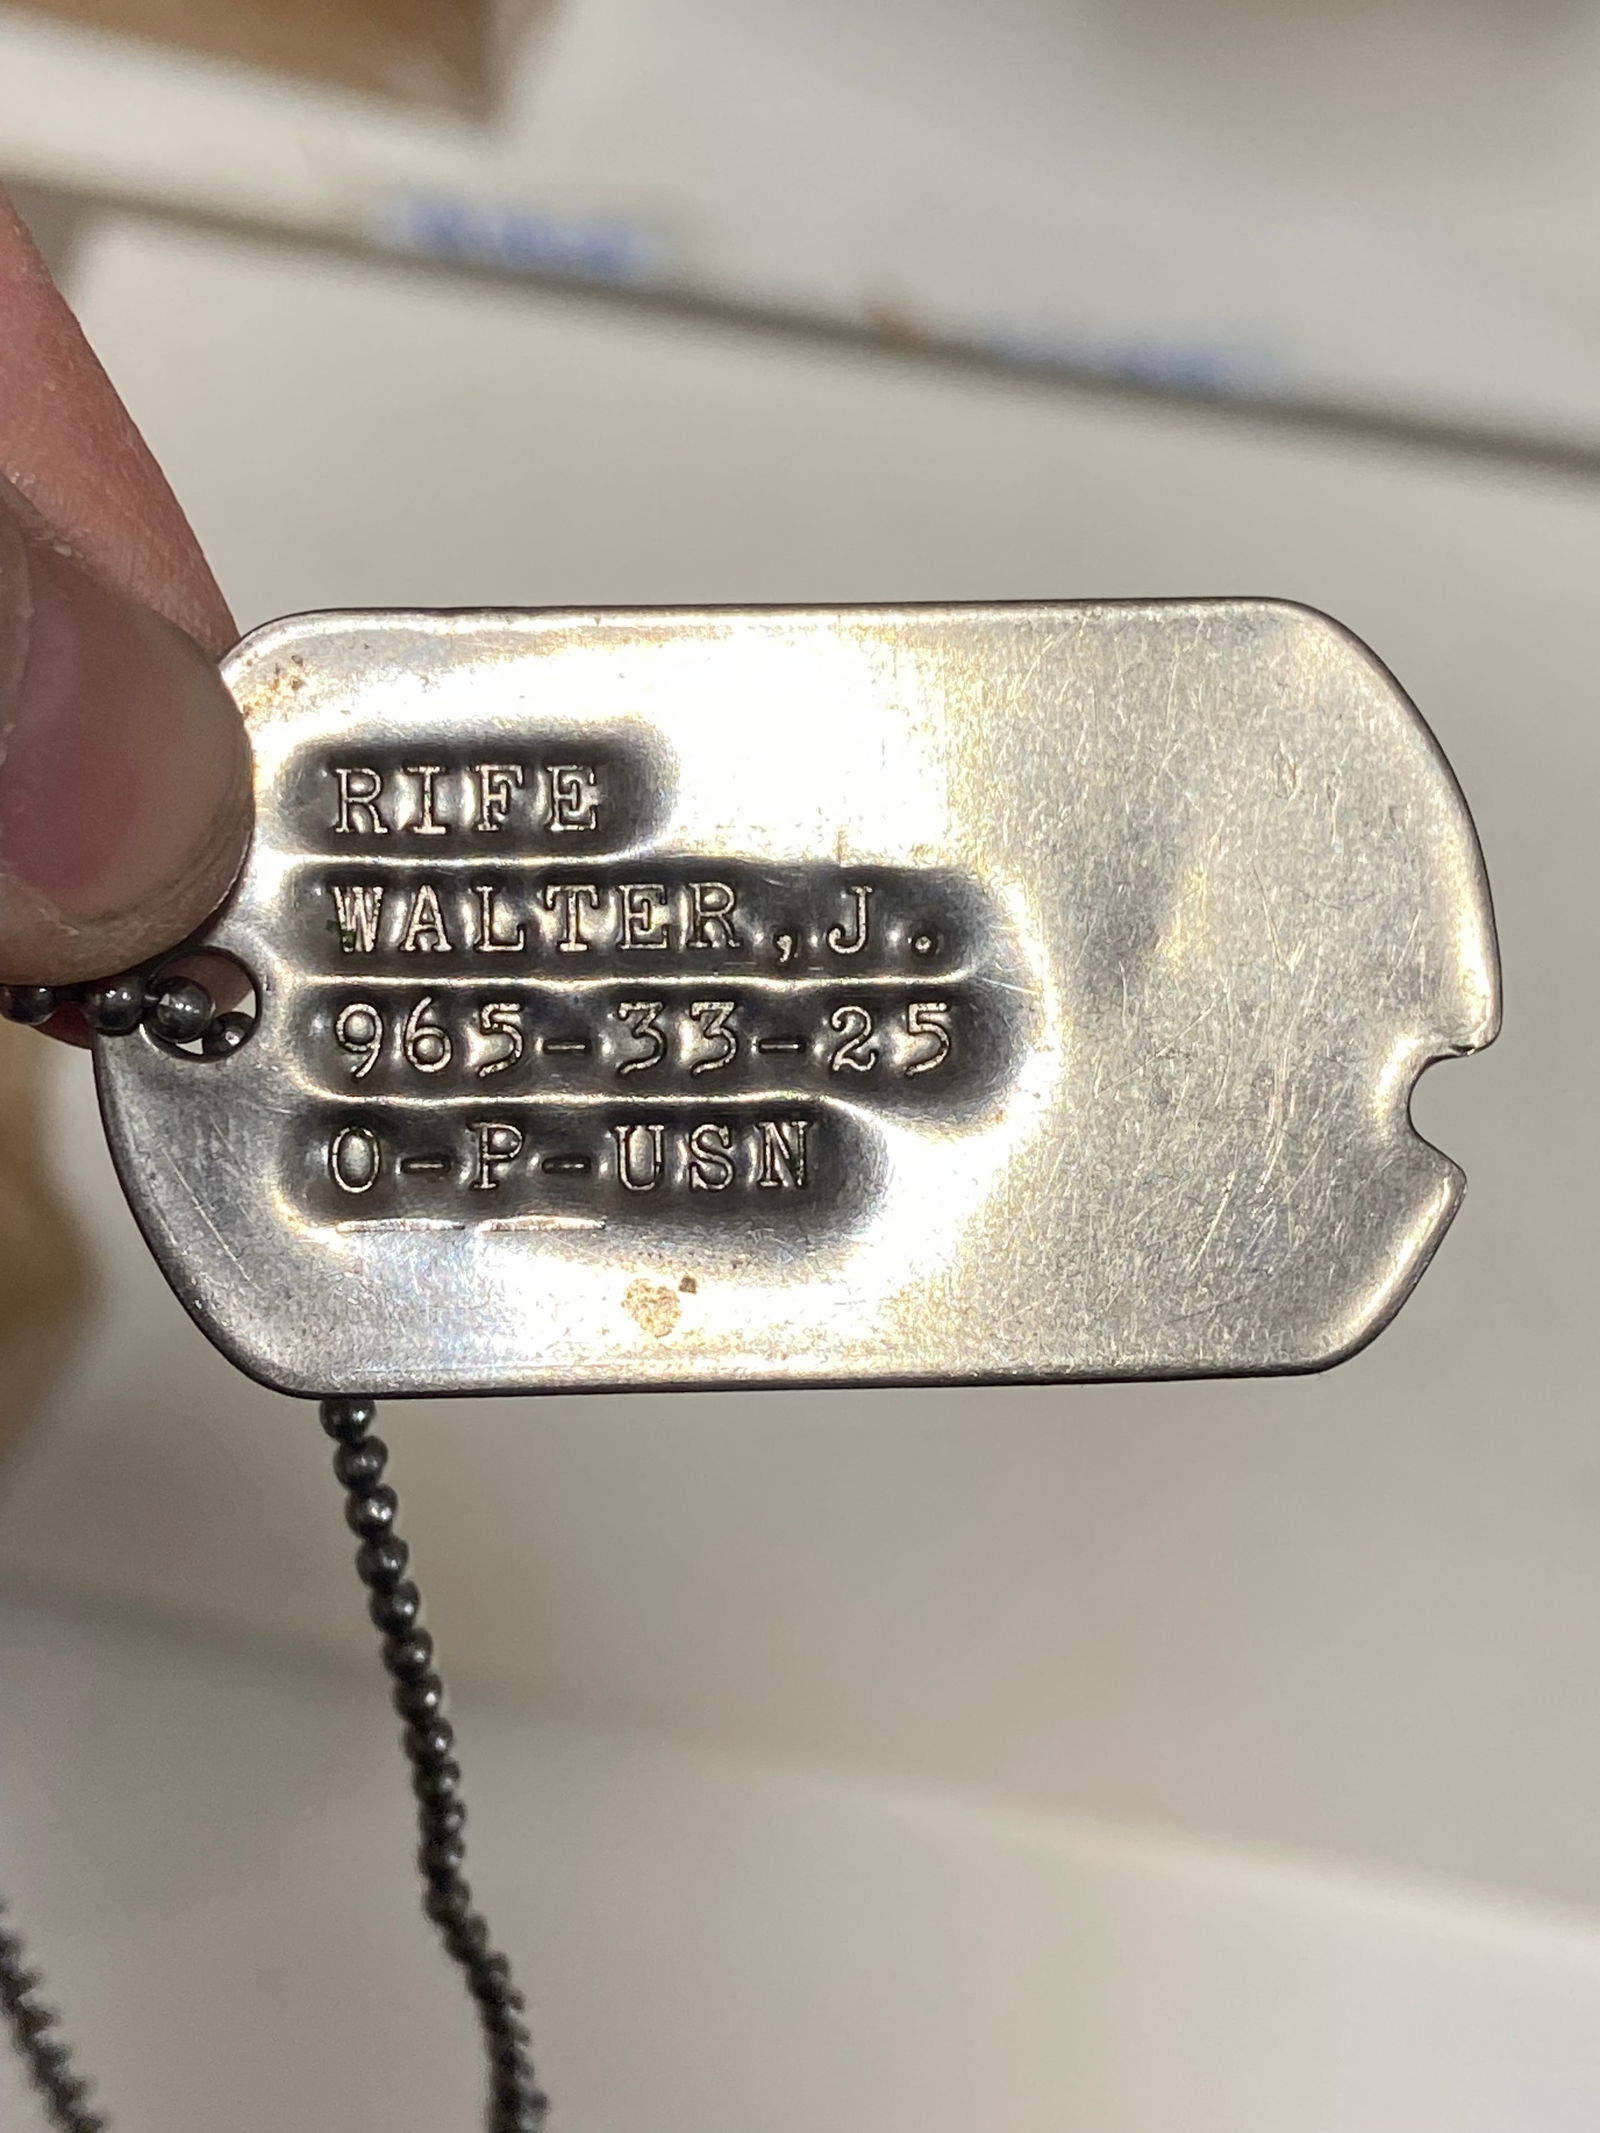 RIFE
WALTER,J.
965-33-25
O-P-USN